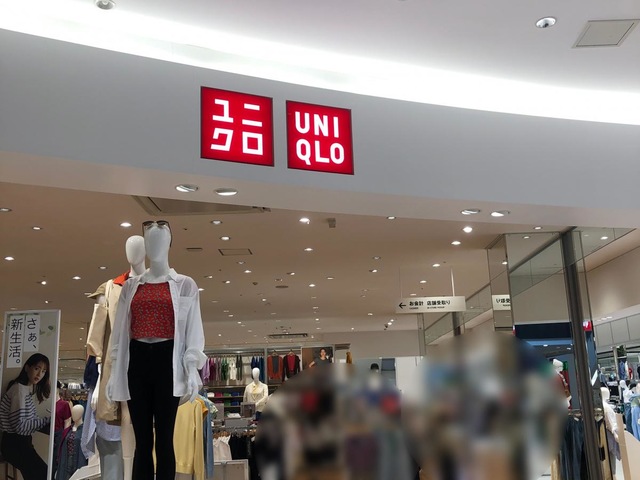 ユニ
クロ
UNI
QLO
さぁ、
新生活。
← お会計 店舗受取り